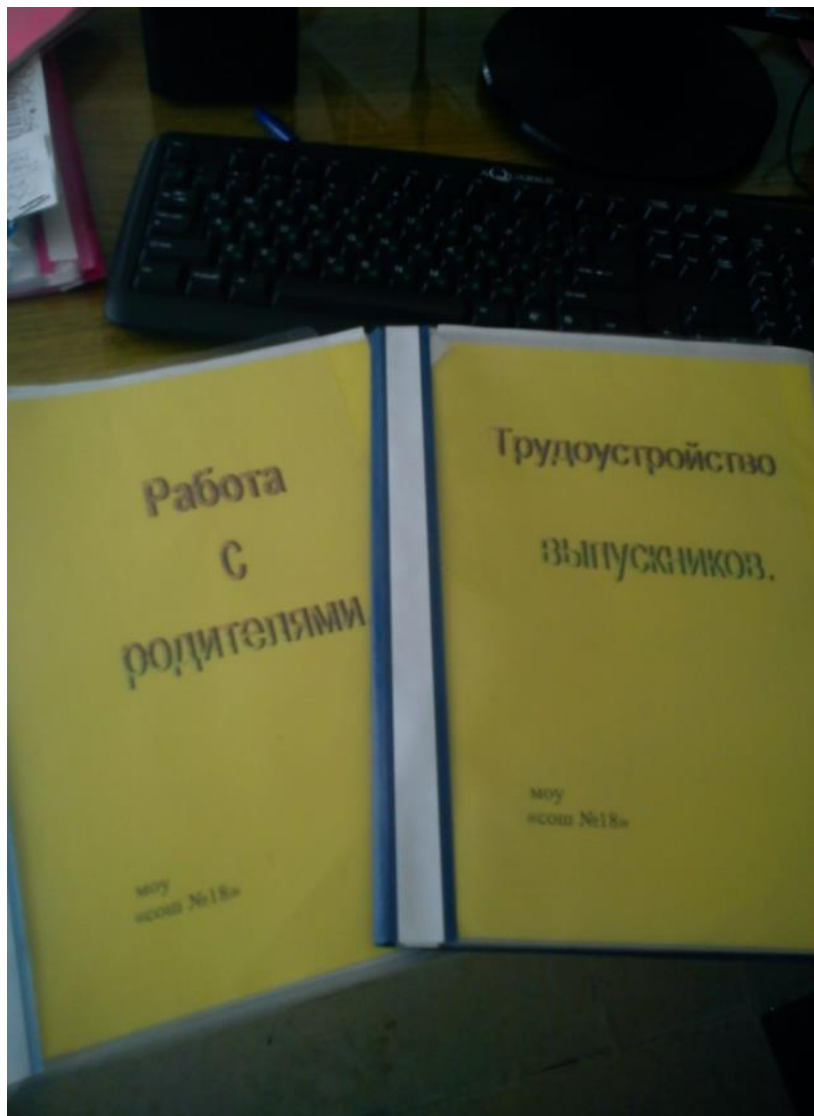 Работа
с
родителями.
моу
«сош №18»
Трудоустройство
выпускников.
моу
«сош №18»